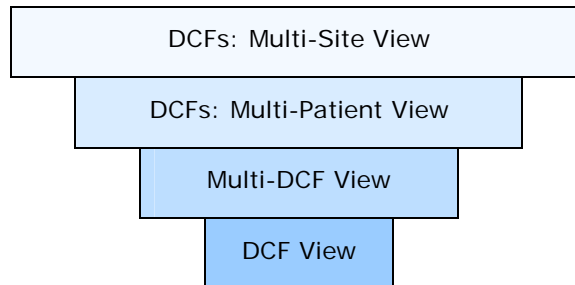 DCFs: Multi-Site View
DCFs: Multi-Patient View
Multi-DCF View
DCF View